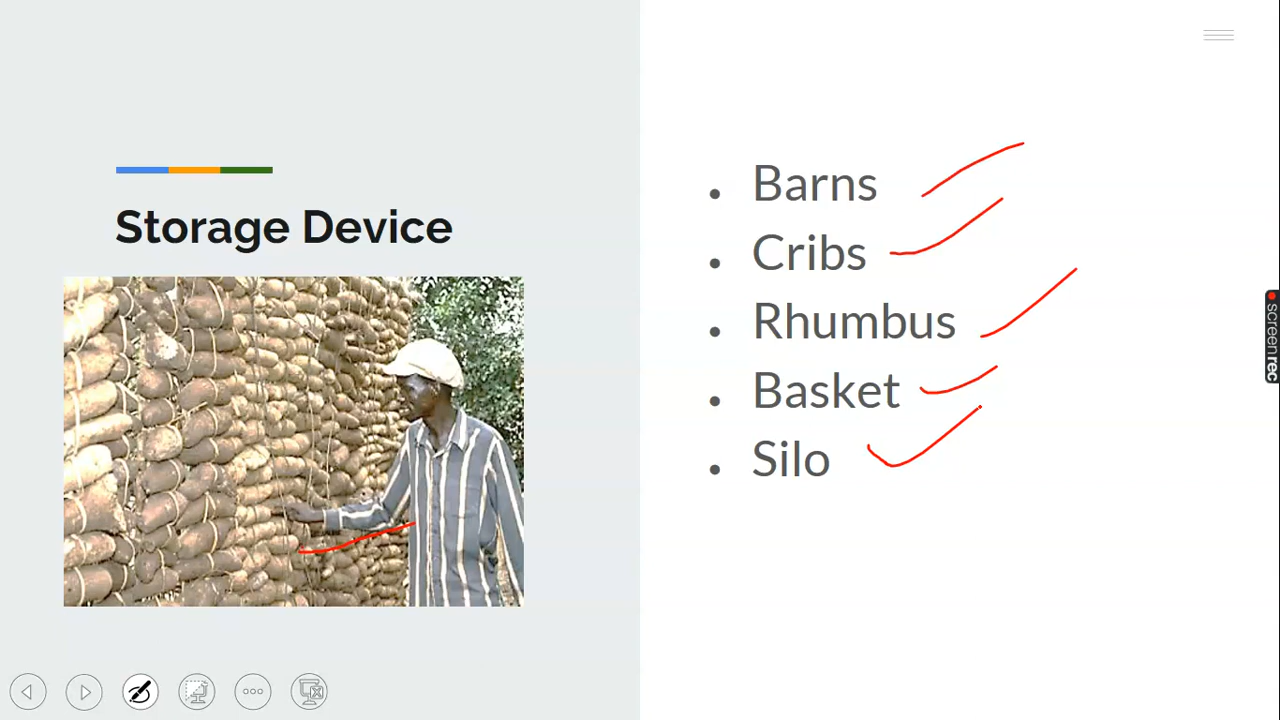 Storage Device
Barns
Cribs
Rhumbus
Basket
Silo
screenrec